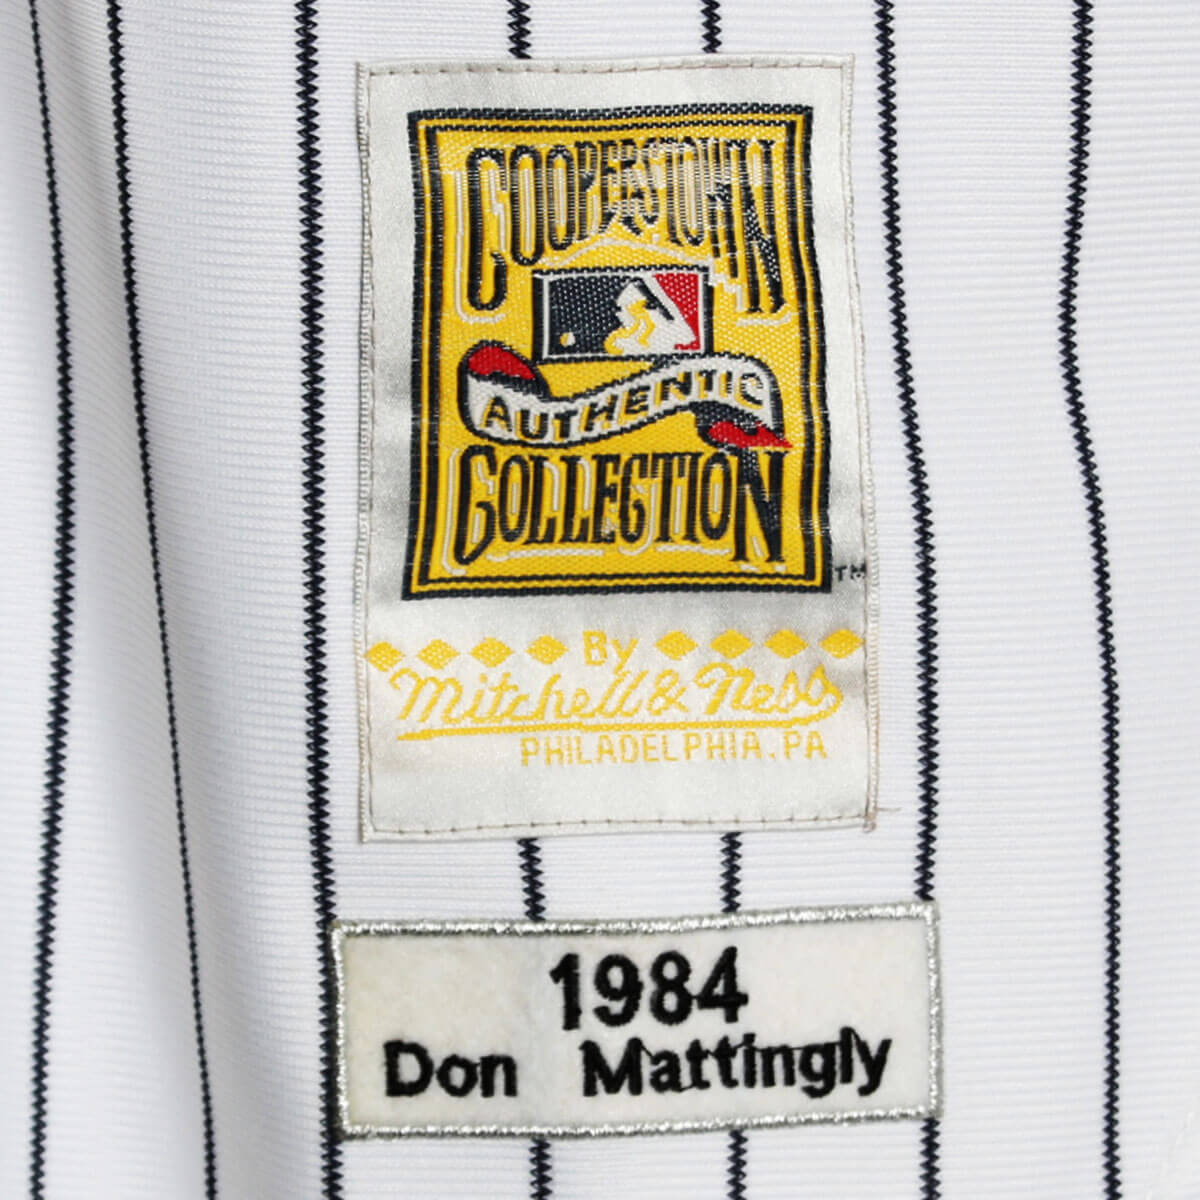 COOPERSTOWN
AUTHENTIC
COLLECTION
TM
By
Mitchell & Ness
PHILADELPHIA.PA
1984
Don Mattingly